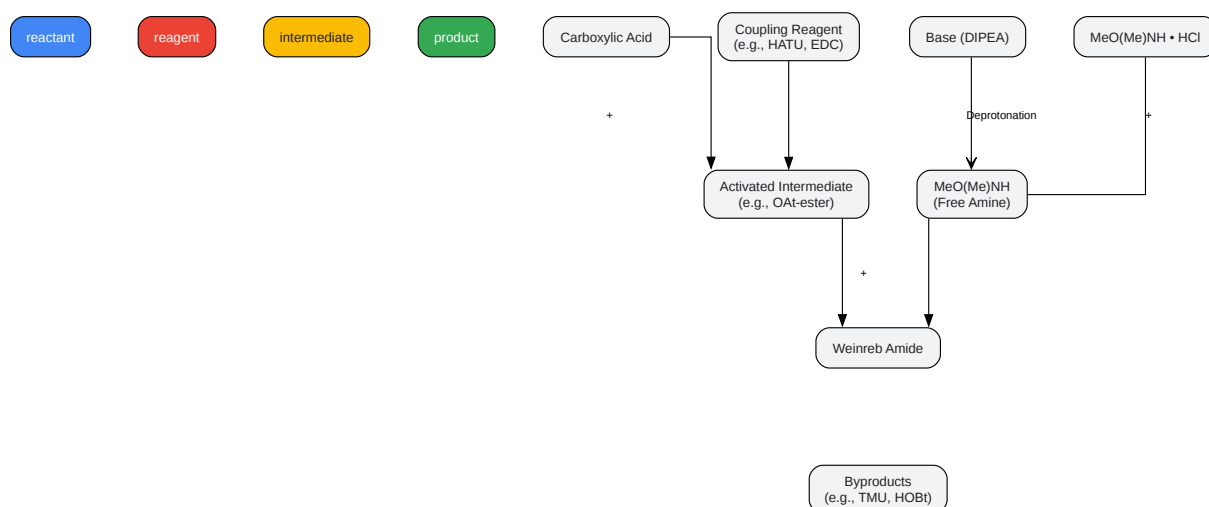 reactant
reagent
intermediate
product
Carboxylic Acid
Coupling Reagent
(e.g., HATU, EDC)
Base (DIPEA)
MeO(Me)NH • HCl
+
Deprotonation
+
Activated Intermediate
(e.g., OAt-ester)
MeO(Me)NH
(Free Amine)
+
Weinreb Amide
Byproducts
(e.g., TMU, HOBt)